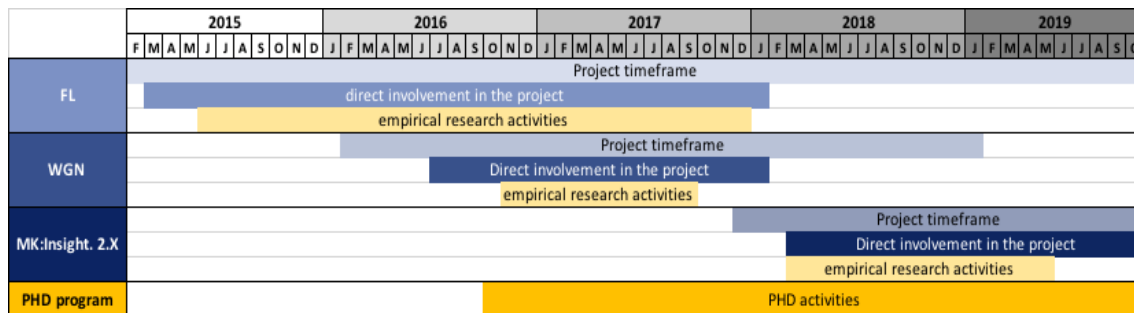 2015 2016 2017 2018 2019
F M A M J J A S O N D J F M A M J J A S O N D J F M A M J J A S O N D J F M A M J J A S O N D J F M A M J J A S O
Project timeframe
FL direct involvement in the project
empirical research activities
Project timeframe
WGN Direct involvement in the project
empirical research activities
Project timeframe
MK:Insight. 2.X Direct involvement in the project
empirical research activities
PHD program PHD activities